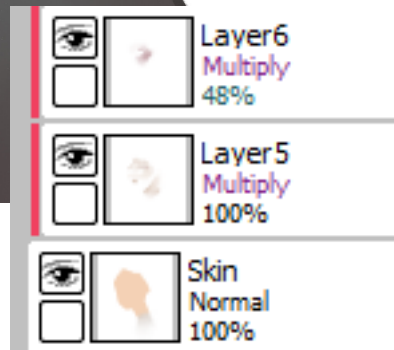 Layer6
Multiply
48%
Layer5
Multiply
100%
Skin
Normal
100%